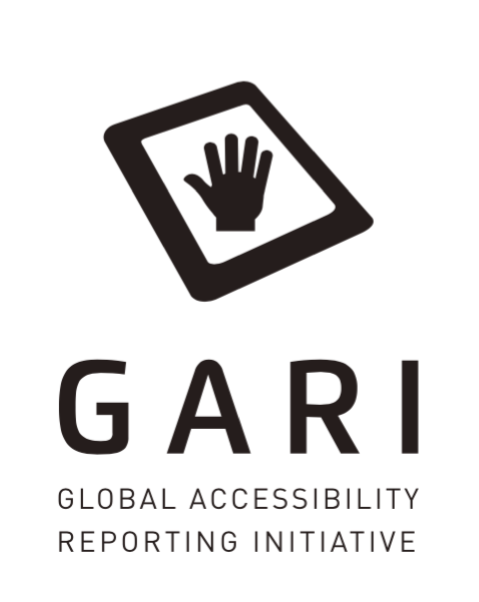 GARI
GLOBAL ACCESSIBILITY
REPORTING INITIATIVE